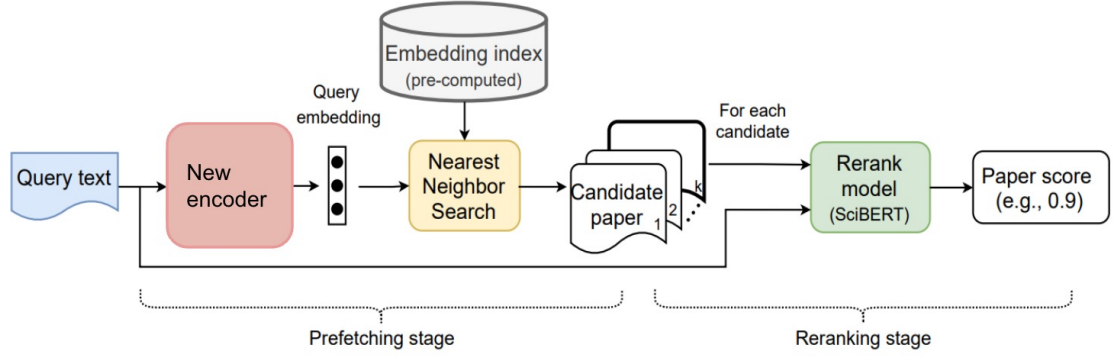 Embedding index
(pre-computed)
Query
embedding
For each
candidate
Query text
New
encoder
Nearest
Neighbor
Search
Candidate
paper
1
2
k
Rerank
model
(SciBERT)
Paper score
(e.g., 0.9)
Prefetching stage
Reranking stage